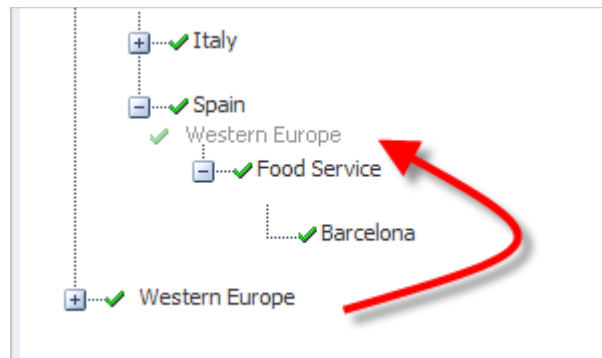 Italy
Spain
Western Europe
Food Service
Barcelona
Western Europe